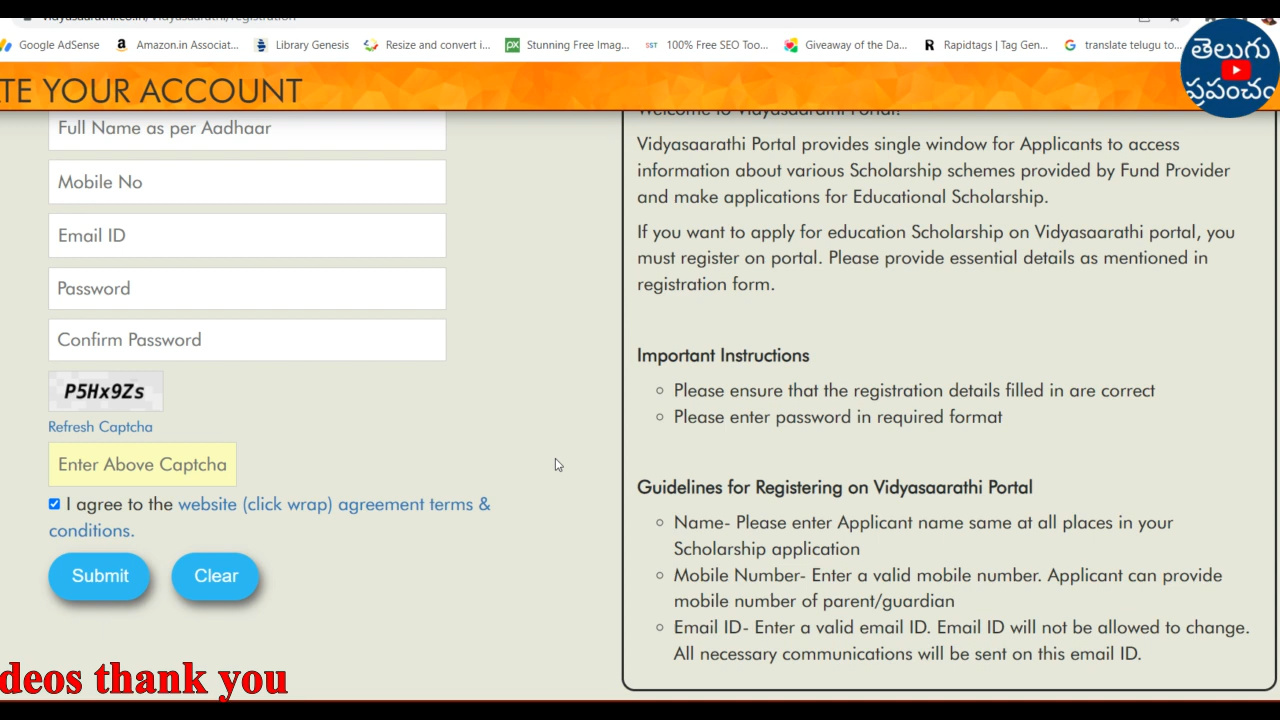 Google AdSense
Amazon.in Associat...
Library Genesis
Resize and convert i...
PX
Stunning Free Imag...
SST
100% Free SEO Too...
Giveaway of the Da...
R
Rapidtags | Tag Gen...
G
translate telugu to...
తెలుగు
ప్రపంచం
TE YOUR ACCOUNT
Full Name as per Aadhaar
Mobile No
Email ID
Password
Confirm Password
P5Hx9Zs
Refresh Captcha
Enter Above Captcha
I agree to the website (click wrap) agreement terms &
conditions.
Submit
Clear
Welcome to Vidyasaarathi Portal!
Vidyasaarathi Portal provides single window for Applicants to access
information about various Scholarship schemes provided by Fund Provider
and make applications for Educational Scholarship.
If you want to apply for education Scholarship on Vidyasaarathi portal, you
must register on portal. Please provide essential details as mentioned in
registration form.
Important Instructions
Please ensure that the registration details filled in are correct
Please enter password in required format
Guidelines for Registering on Vidyasaarathi Portal
Name- Please enter Applicant name same at all places in your
Scholarship application
Mobile Number- Enter a valid mobile number. Applicant can provide
mobile number of parent/guardian
Email ID- Enter a valid email ID. Email ID will not be allowed to change.
All necessary communications will be sent on this email ID.
deos thank you